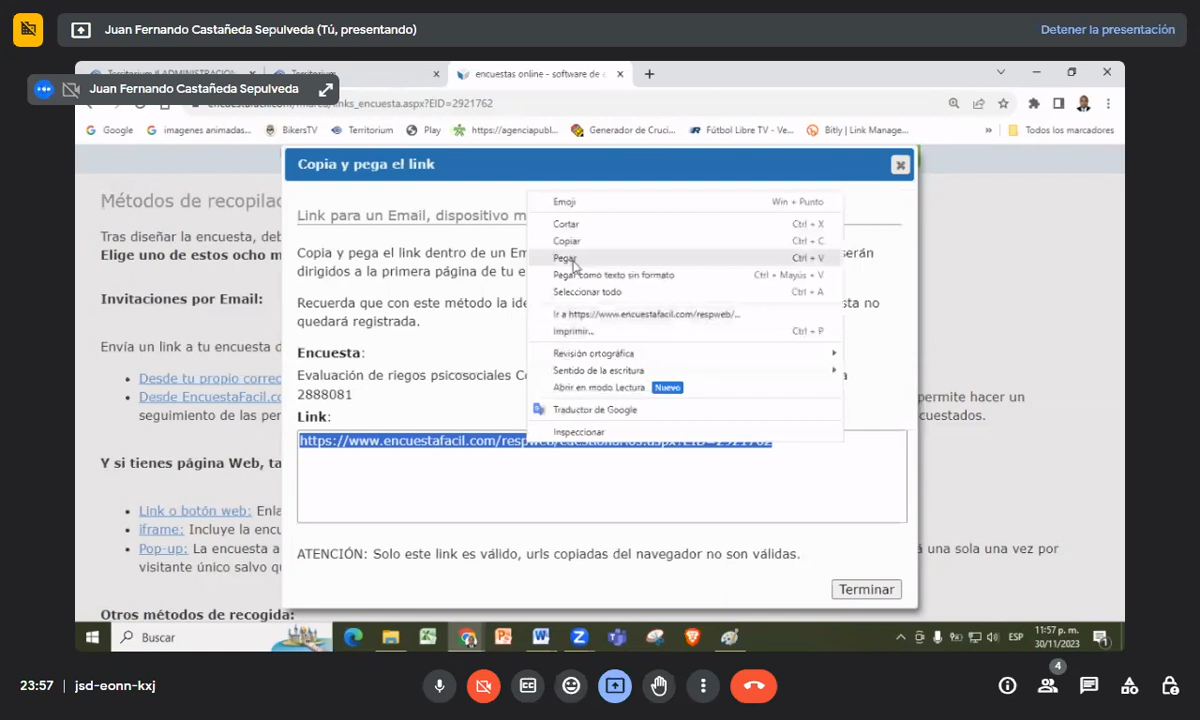 Juan Fernando Castañeda Sepulveda (Tú, presentando)
Detener la presentación
encuestas online - software de e
Juan Fernando Castañeda Sepulveda
links_encuesta.aspx?EID=2921762
Google
imagenes animadas...
BikersTV
Territorium
Play
https://agenciapubl...
Generador de Cruci...
Fútbol Libre TV - Ve...
Bitly | Link Manage...
»
Todos los marcadores
Copia y pega el link
Métodos de recopilac
Link para un Email, dispositivo m
Tras diseñar la encuesta, deb
Elige uno de estos ocho m
Copia y pega el link dentro de un Em
serán
dirigidos a la primera página de tu e
Invitaciones por Email:
Recuerda que con este método la ide
sta no
quedará registrada.
Envía un link a tu encuesta d
Encuesta:
Desde tu propio correo
Evaluación de riegos psicosociales Co
a
Desde EncuestaFacil.co
permite hacer un
2888081
seguimiento de las per
cuestados.
Link:
https://www.encuestafacil.com/respweb/cuestionarios.aspx?EID=2921762
Emoji Win + Punto
Cortar Ctrl + X
Copiar Ctrl + C
Pegar Ctrl + V
Pegar como texto sin formato Ctrl + Mayús + V
Seleccionar todo Ctrl + A
Ir a https://www.encuestafacil.com/respweb/...
Imprimir... Ctrl + P
Revisión ortográfica
Sentido de la escritura
Abrir en modo Lectura Nuevo
Traductor de Google
Inspeccionar
Y si tienes página Web, ta
Link o botón web: Enla
iframe: Incluye la encu
Pop-up: La encuesta a
á una sola una vez por
visitante único salvo q
ATENCIÓN: Solo este link es válido, urls copiadas del navegador no son válidas.
Terminar
Otros métodos de recogida:
Buscar
ESP
11:57 p. m.
30/11/2023
1
23:57 | jsd-eonn-kxj
4